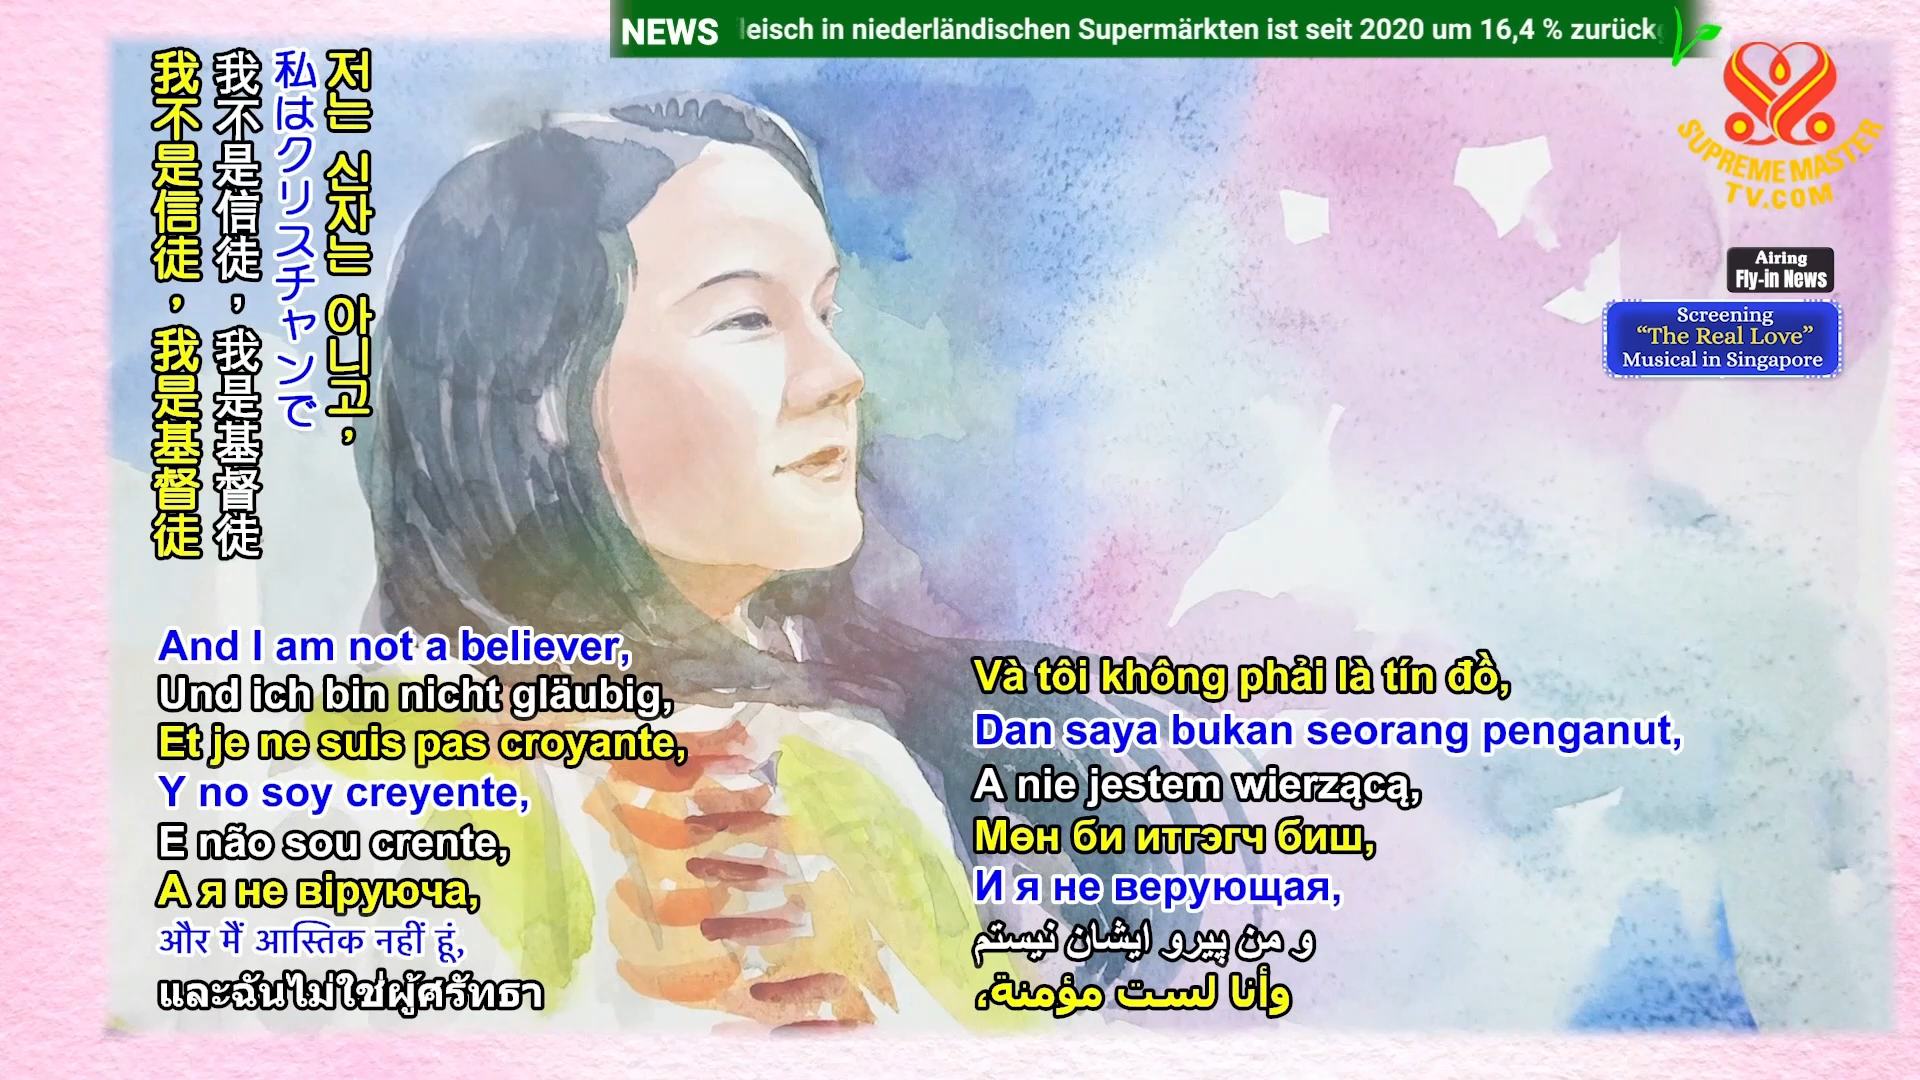 NEWS eisch in niederländischen Supermärkten ist seit 2020 um 16,4 % zurück
SUPREME MASTER
TV.COM
Airing
Fly-in News
Screening
“The Real Love”
Musical in Singapore
저는 신자는 아니고,
私はクリスチャンで
我不是信徒，我是基督徒
我不是信徒，我是基督徒
And I am not a believer,
Und ich bin nicht gläubig,
Et je ne suis pas croyante,
Y no soy creyente,
E não sou crente,
А я не віруюча,
और मैं आस्तिक नहीं हूं,
และฉันไม่ใช่ผู้ศรัทธา
Và tôi không phải là tín đồ,
Dan saya bukan seorang penganut,
A nie jestem wierzącą,
Мөн би итгэгч биш,
И я не верующая,
و من پیرو ایشان نیستم
وأنا لست مؤمنة،